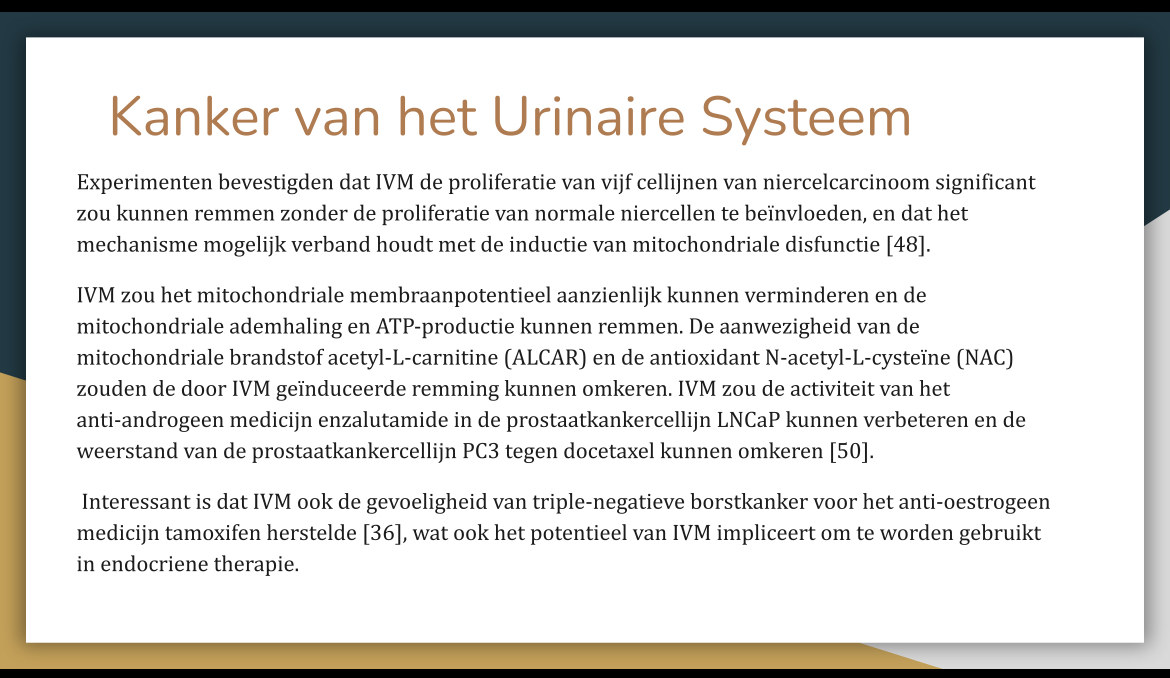 Kanker van het Urinaire Systeem
Experimenten bevestigden dat IVM de proliferatie van vijf cellijnen van niercelcarcinoom significant
zou kunnen remmen zonder de proliferatie van normale niercellen te beïnvloeden, en dat het
mechanisme mogelijk verband houdt met de inductie van mitochondriale disfunctie [48].
IVM zou het mitochondriale membraanpotentieel aanzienlijk kunnen verminderen en de
mitochondriale ademhaling en ATP-productie kunnen remmen. De aanwezigheid van de
mitochondriale brandstof acetyl-L-carnitine (ALCAR) en de antioxidant N-acetyl-L-cysteïne (NAC)
zouden de door IVM geïnduceerde remming kunnen omkeren. IVM zou de activiteit van het
anti-androgeen medicijn enzalutamide in de prostaatkankercellijn LNCaP kunnen verbeteren en de
weerstand van de prostaatkankercellijn PC3 tegen docetaxel kunnen omkeren [50].
Interessant is dat IVM ook de gevoeligheid van triple-negatieve borstkanker voor het anti-oestrogeen
medicijn tamoxifen herstelde [36], wat ook het potentieel van IVM impliceert om te worden gebruikt
in endocriene therapie.